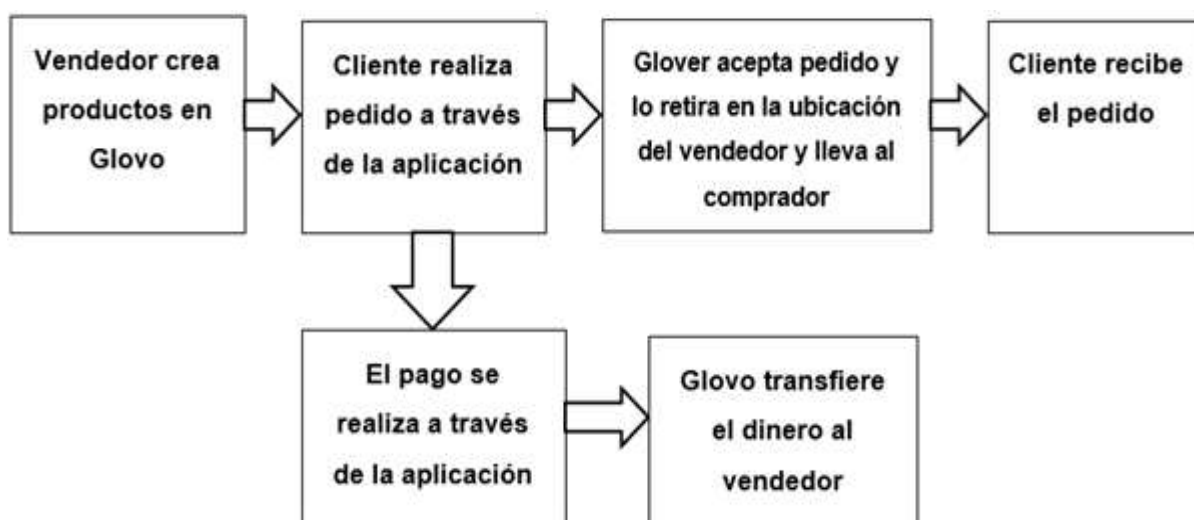 Vendedor crea
productos en
Glovo
Cliente realiza
pedido a través
de la aplicación
Glover acepta pedido y
lo retira en la ubicación
del vendedor y lleva al
comprador
Cliente recibe
el pedido
El pago se
realiza a través
de la aplicación
Glovo transfiere
el dinero al
vendedor